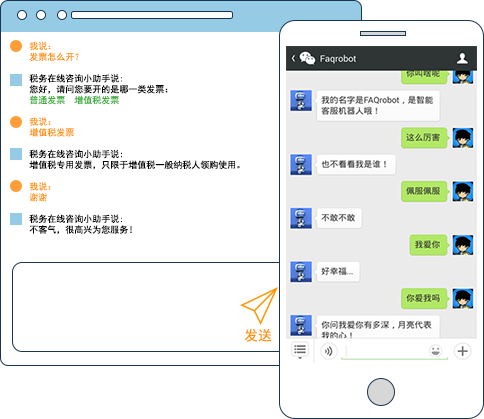 我说:
发票怎么开?
税务在线咨询小助手说:
您好，请问您要开的是哪一类发票:
普通发票 增值税发票
我说:
增值税发票
税务在线咨询小助手说:
增值税专用发票，只限于增值税一般纳税人领购使用。
我说:
谢谢
税务在线咨询小助手说:
不客气，很高兴为您服务!
发送
Faqrobot
你叫啥呢
我的名字是FAQrobot，是智能
客服机器人哦！
这么厉害
也不看看我是谁！
佩服佩服
不敢不敢
我爱你
好幸福...
你爱我吗
你问我爱你有多深，月亮代表
我的心！